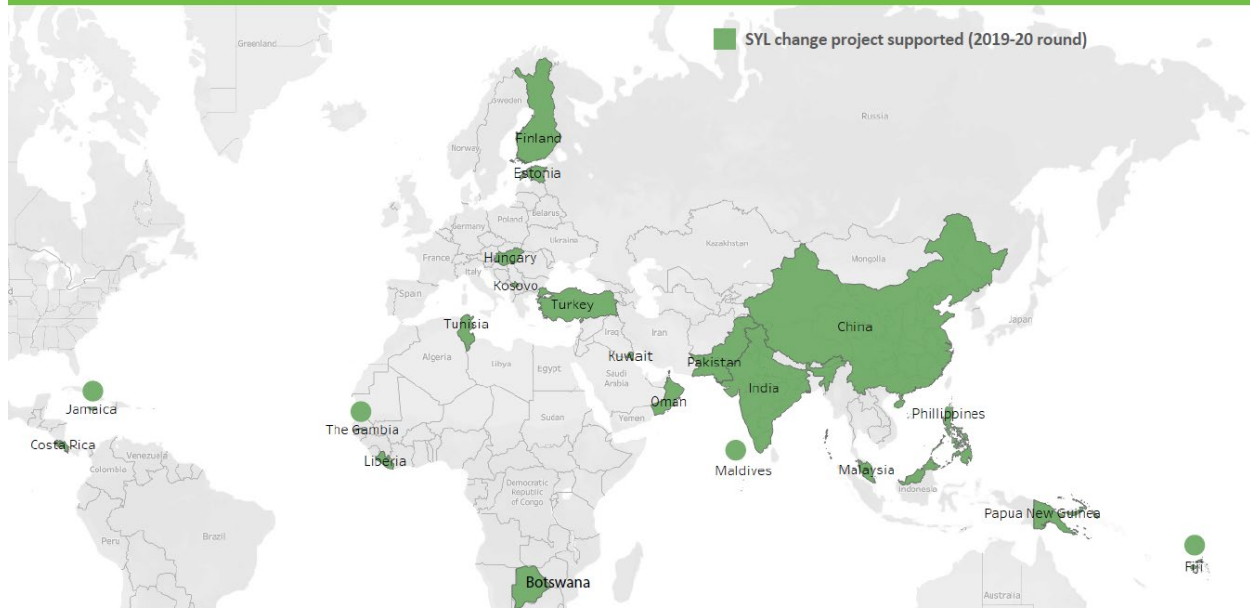 Greenland
SYL change project supported (2019-20 round)
Sweden
Finland
Russia
Norway
Estonia
Poland
Belarus
Germany
Ukraine
France
Hungary
Kazakhstan
Mongolia
Italy
Kosovo
Spain
Turkey
Tunisia
China
Japan
Iraq
Iran
Algeria
Libya
Egypt
Kuwait
Pakistan
Saudi
Arabia
India
Oman
Jamaica
The Gambia
Sudan
Yemen
Phillippines
Costa Rica
Venezuela
Colombia
Liberia
Maldives
Malaysia
Indonesia
Democratic
Republic
of Congo
Papua New Guinea
Peru
Brazil
Fiji
Botswana
Australia